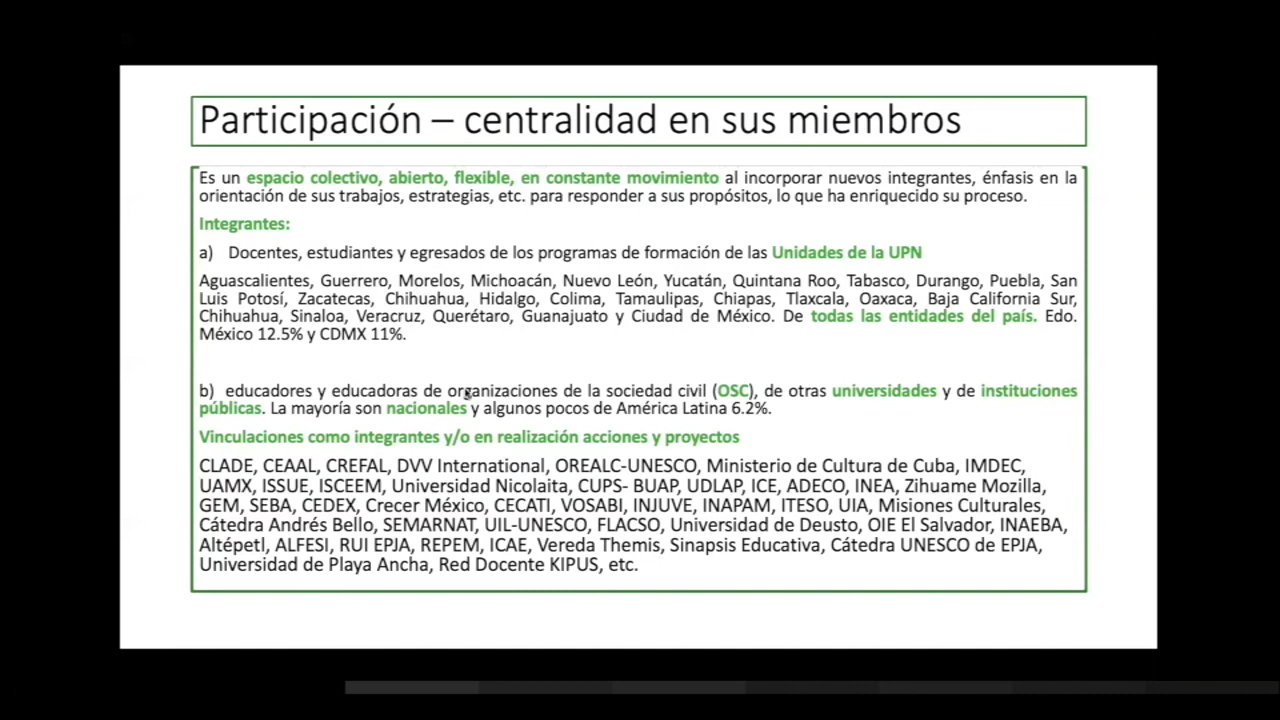 Participación – centralidad en sus miembros
Es un espacio colectivo, abierto, flexible, en constante movimiento al incorporar nuevos integrantes, énfasis en la
orientación de sus trabajos, estrategias, etc. para responder a sus propósitos, lo que ha enriquecido su proceso.
Integrantes:
a) Docentes, estudiantes y egresados de los programas de formación de las Unidades de la UPN
Aguascalientes, Guerrero, Morelos, Michoacán, Nuevo León, Yucatán, Quintana Roo, Tabasco, Durango, Puebla, San
Luis Potosí, Zacatecas, Chihuahua, Hidalgo, Colima, Tamaulipas, Chiapas, Tlaxcala, Oaxaca, Baja California Sur,
Chihuahua, Sinaloa, Veracruz, Querétaro, Guanajuato y Ciudad de México. De todas las entidades del país. Edo.
México 12.5% y CDMX 11%.
b) educadores y educadoras de organizaciones de la sociedad civil (OSC), de otras universidades y de instituciones
públicas. La mayoría son nacionales y algunos pocos de América Latina 6.2%.
Vinculaciones como integrantes y/o en realización acciones y proyectos
CLADE, CEAAL, CREFAL, DVV International, OREALC-UNESCO, Ministerio de Cultura de Cuba, IMDEC,
UAMX, ISSUE, ISCEEM, Universidad Nicolaita, CUPS- BUAP, UDLAP, ICE, ADECO, INEA, Zihuame Mozilla,
GEM, SEBA, CEDEX, Crecer México, CECATI, VOSABI, INJUVE, INAPAM, ITESO, UIA, Misiones Culturales,
Cátedra Andrés Bello, SEMARNAT, UIL-UNESCO, FLACSO, Universidad de Deusto, OIE El Salvador, INAEBA,
Altépetl, ALFESI, RUI EPJA, REPEM, ICAE, Vereda Themis, Sinapsis Educativa, Cátedra UNESCO de EPJA,
Universidad de Playa Ancha, Red Docente KIPUS, etc.